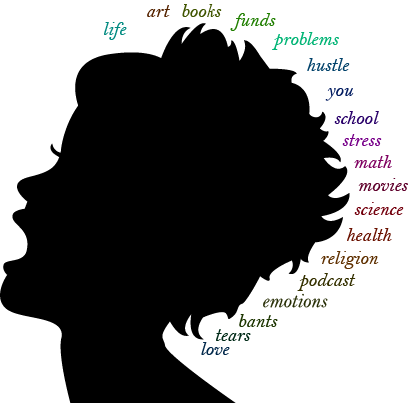 life
art
books
funds
problems
hustle
you
school
stress
math
movies
science
health
religion
podcast
emotions
bants
tears
love